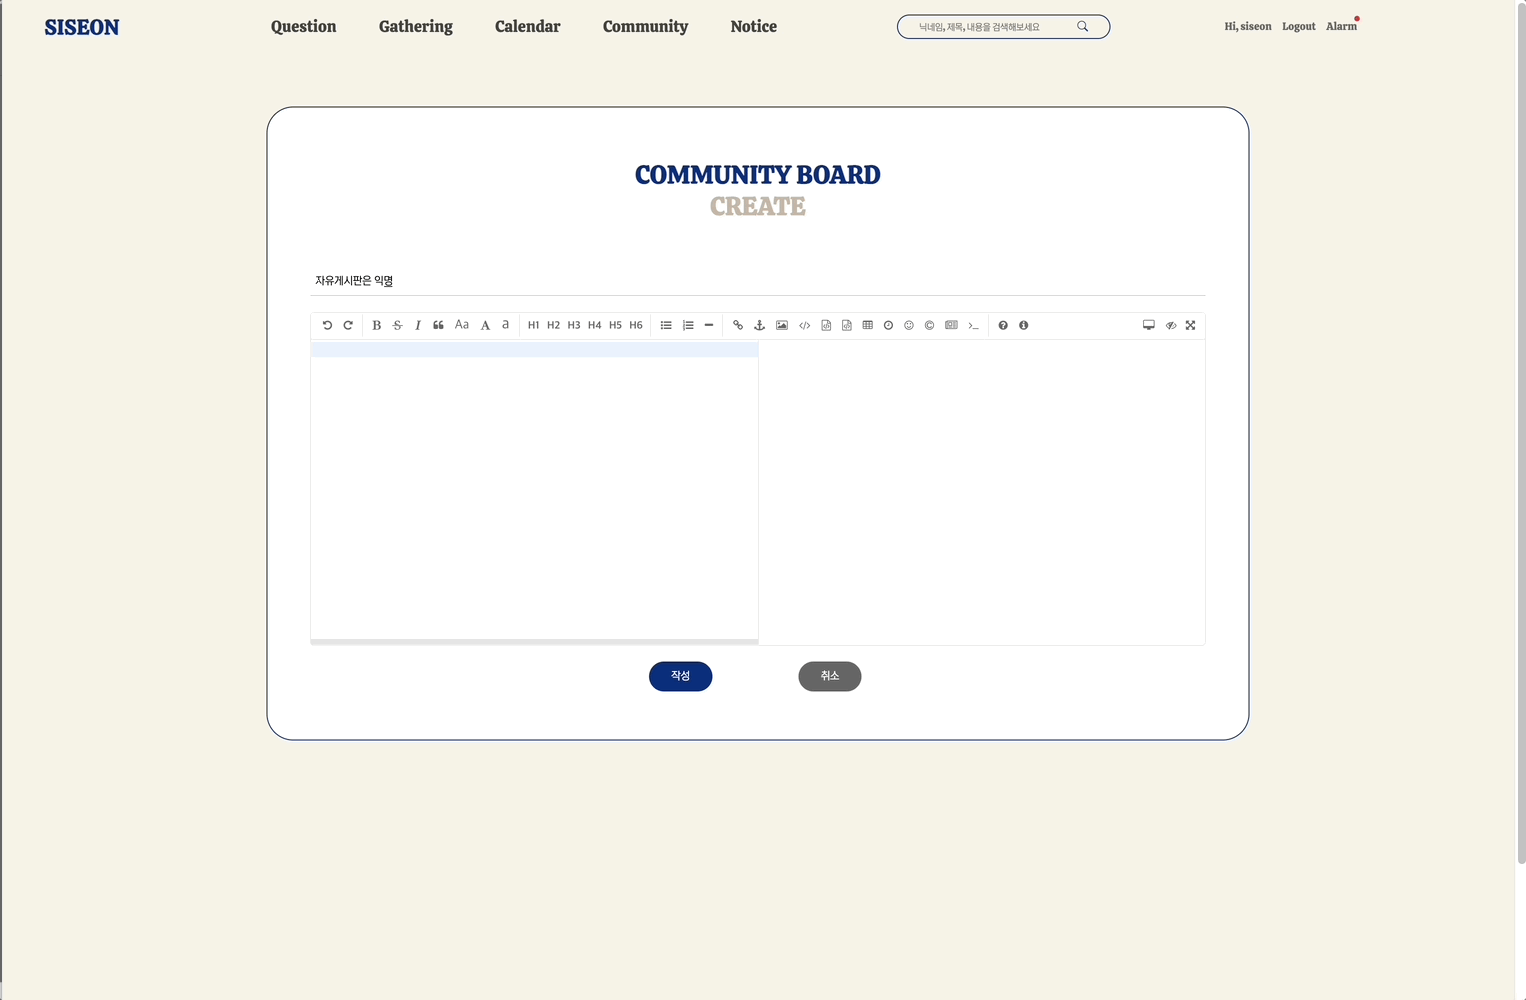 SISEON
Question Gathering Calendar Community Notice
닉네임, 제목, 내용을 검색해보세요
Hi, siseon Logout Alarm
COMMUNITY BOARD
CREATE
자유게시판은 익명
B S I Aa A a H1 H2 H3 H4 H5 H6
작성 취소